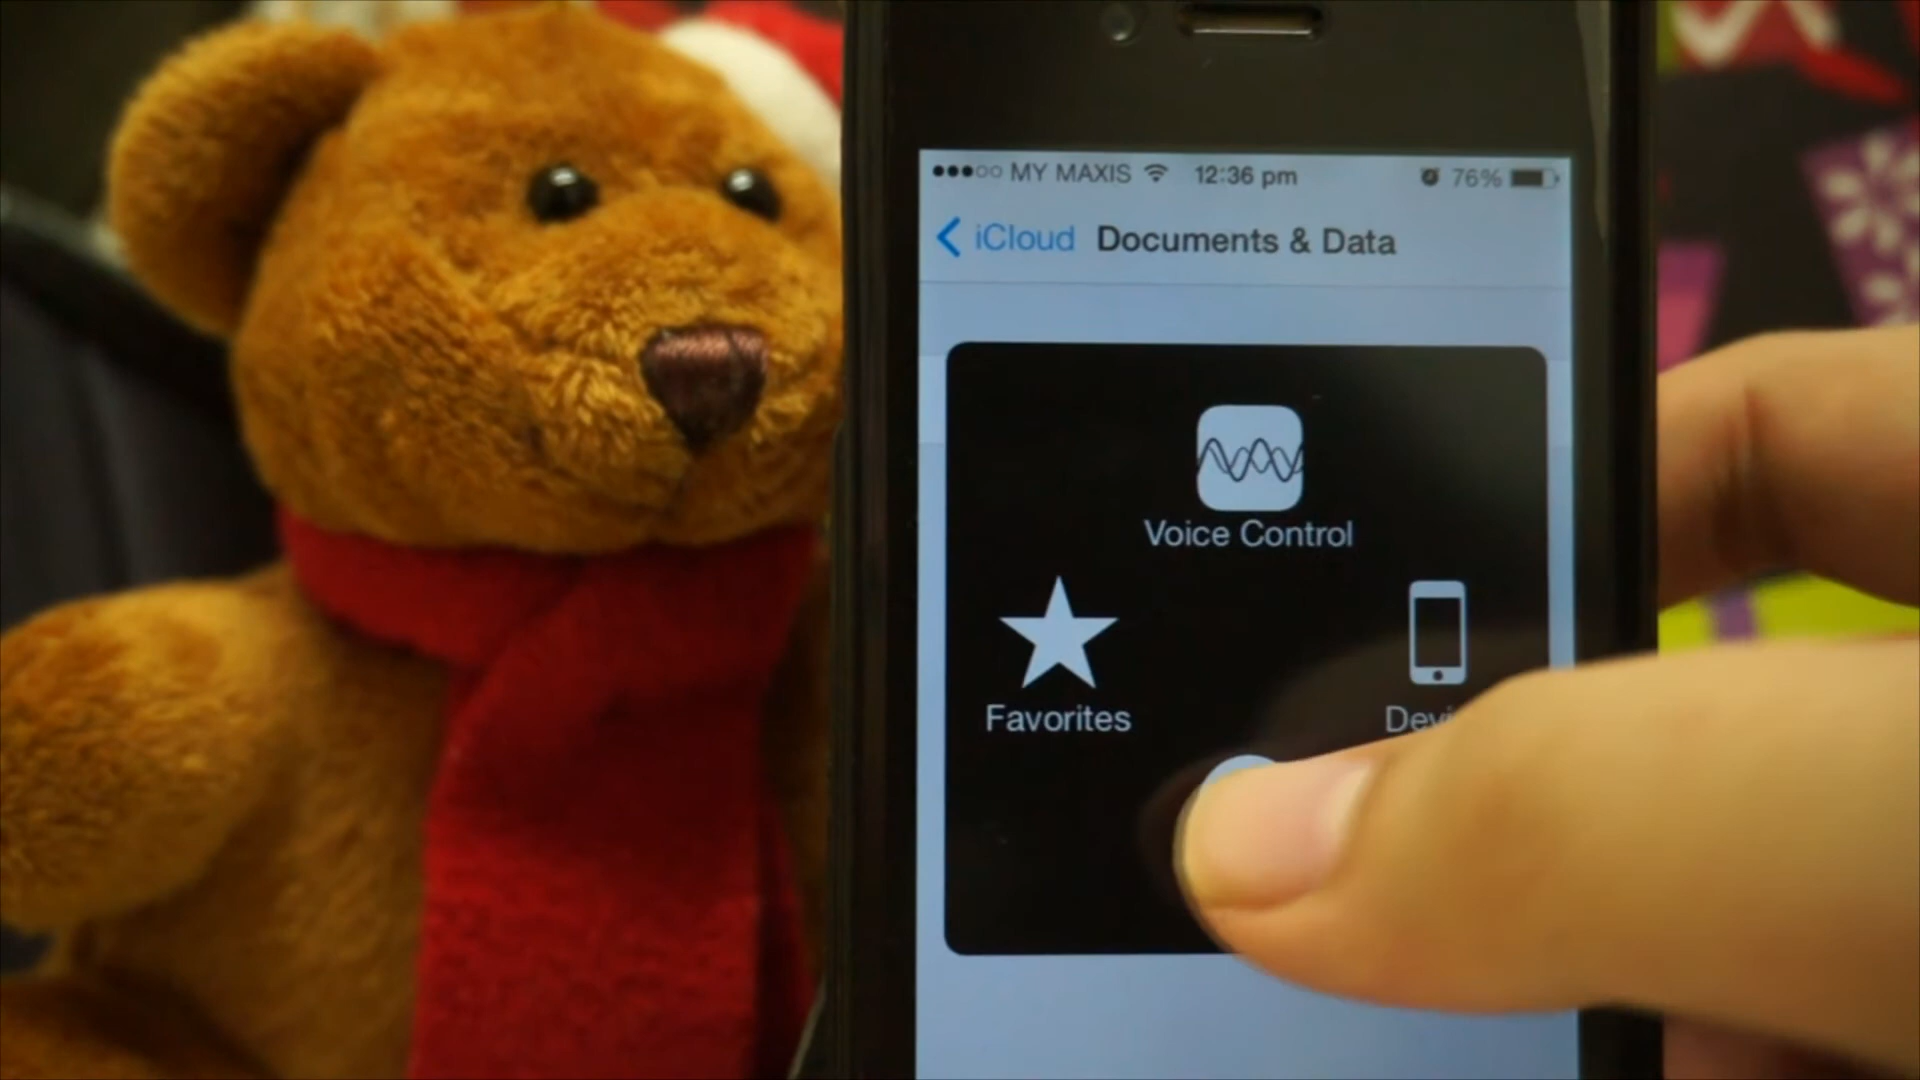 MY MAXIS 12:36 pm 76%
iCloud Documents & Data
Voice Control
Favorites